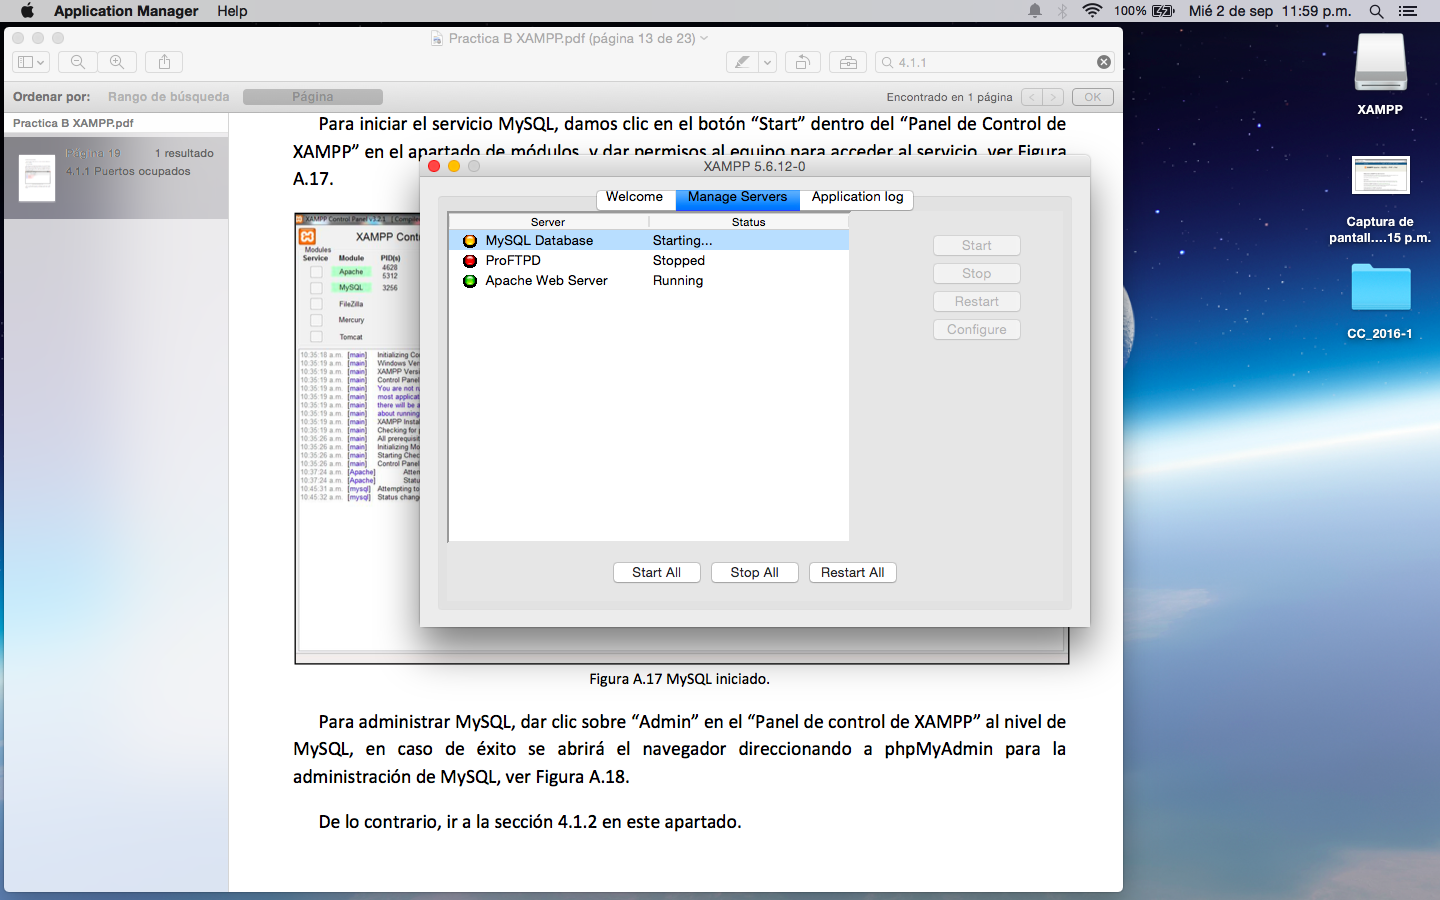 Application Manager Help
100% Mié 2 de sep 11:59 p.m.
Practica B XAMPP.pdf (página 13 de 23)
4.1.1
Ordenar por: Rango de búsqueda Página
Encontrado en 1 página OK
Practica B XAMPP.pdf
Página 19 1 resultado
4.1.1 Puertos ocupados
Para iniciar el servicio MySQL, damos clic en el botón “Start” dentro del “Panel de Control de
XAMPP” en el apartado de módulos, y dar permisos al equipo para acceder al servicio, ver Figura
A.17.
XAMPP Control Panel v3.2.1 [ Compiled
XAMPP Cont
Modules
Service Module PID(s)
Apache 4628
5312
MySQL 3256
FileZilla
Mercury
Tomcat
10:35:18 a.m. [main] Initializing Co
10:35:19 a.m. [main] Windows Ver
10:35:19 a.m. [main] XAMPP Versi
10:35:19 a.m. [main] Control Panel
10:35:19 a.m. [main] You are not r
10:35:19 a.m. [main] most applicat
10:35:19 a.m. [main] there will be a
10:35:19 a.m. [main] about running
10:35:19 a.m. [main] XAMPP Instal
10:35:19 a.m. [main] Checking for p
10:35:26 a.m. [main] All prerequisit
10:35:26 a.m. [main] Initializing Mo
10:35:26 a.m. [main] Starting Chec
10:35:26 a.m. [main] Control Panel
10:37:24 a.m. [Apache] Attem
10:37:24 a.m. [Apache] Statu
10:45:31 a.m. [mysql] Attempting to
10:45:32 a.m. [mysql] Status chang
XAMPP 5.6.12-0
Welcome Manage Servers Application log
Server Status
MySQL Database Starting...
ProFTPD Stopped
Apache Web Server Running
Start
Stop
Restart
Configure
Start All Stop All Restart All
Figura A.17 MySQL iniciado.
Para administrar MySQL, dar clic sobre “Admin” en el “Panel de control de XAMPP” al nivel de
MySQL, en caso de éxito se abrirá el navegador direccionando a phpMyAdmin para la
administración de MySQL, ver Figura A.18.
De lo contrario, ir a la sección 4.1.2 en este apartado.
XAMPP
Captura de
pantall....15 p.m.
CC_2016-1